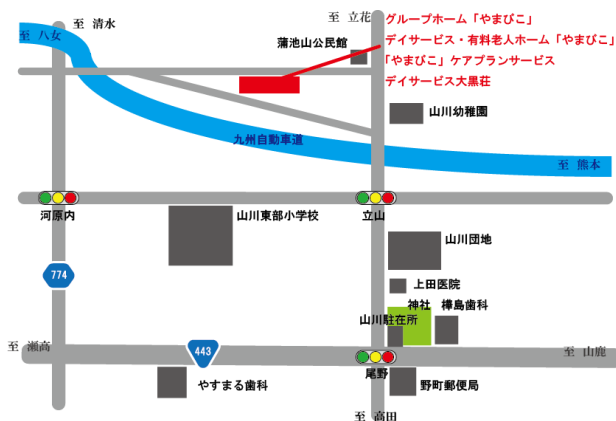 至 立花
グループホーム「やまびこ」
至 清水
至 八女
デイサービス・有料老人ホーム「やまびこ」
蒲池山公民館
「やまびこ」ケアプランサービス
デイサービス大黒荘
山川幼稚園
九州自動車道
至 熊本
河原内
山川東部小学校
立山
山川団地
774
上田医院
神社
樺島歯科
山川駐在所
至 瀬高
443
至 山鹿
尾野
やすまる歯科
野町郵便局
至 高田